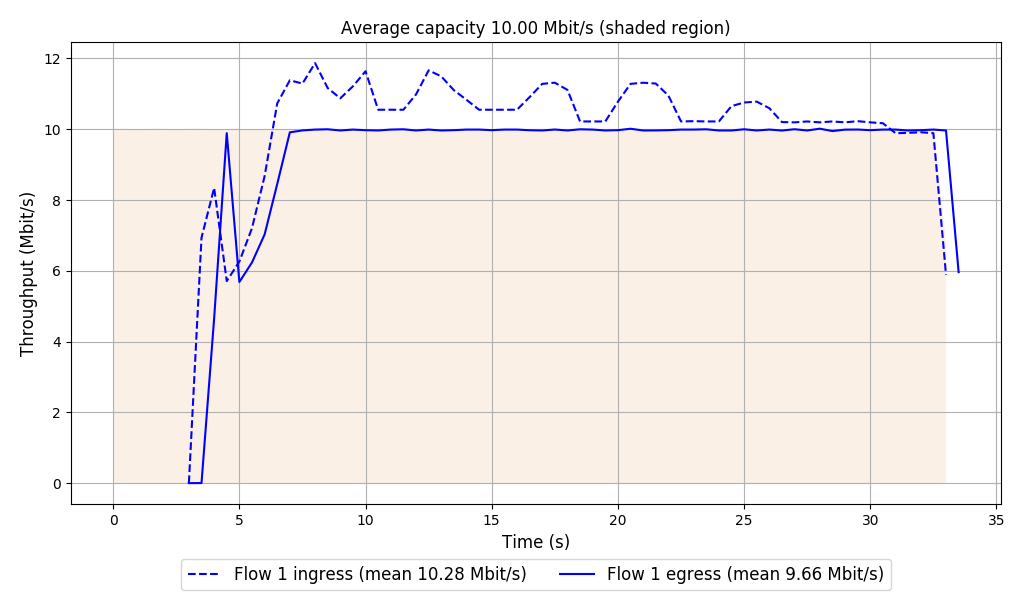 Average capacity 10.00 Mbit/s (shaded region)
12
10
8
6
4
2
0
Throughput (Mbit/s)
0 5 10 15 20 25 30 35
Time (s)
Flow 1 ingress (mean 10.28 Mbit/s) Flow 1 egress (mean 9.66 Mbit/s)